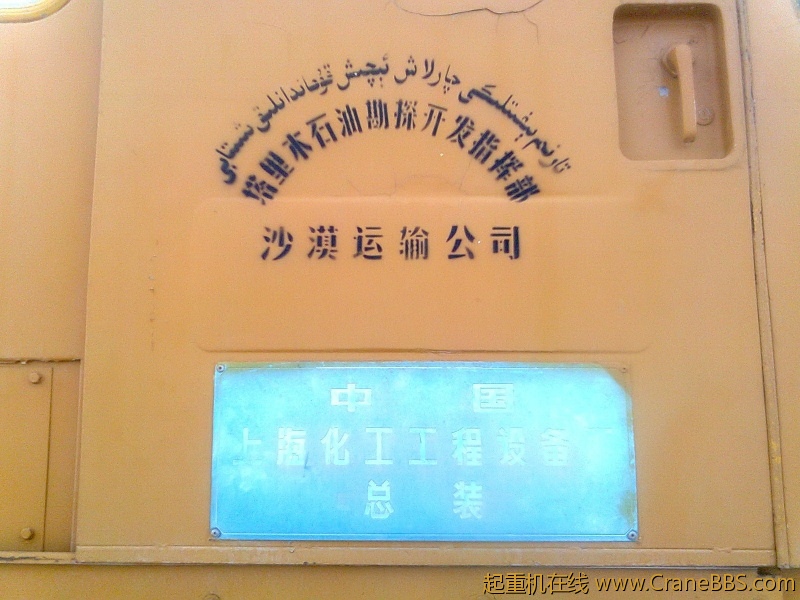 塔里木石油勘探开发指挥部
沙漠运输公司
中国
上海化工工程设备厂
总装
起重机在线 www.CraneBBS.com